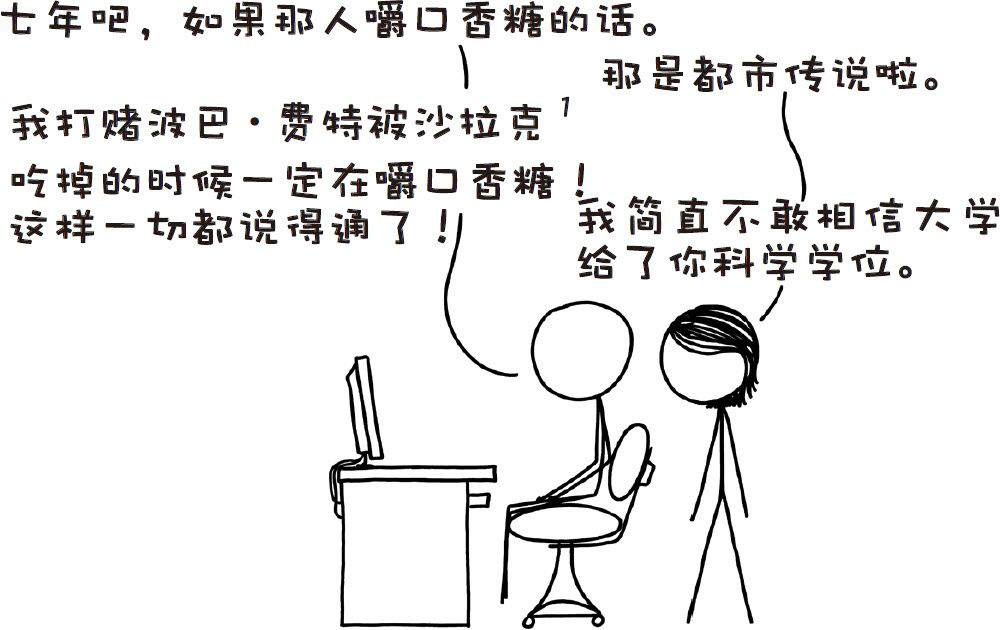 七年吧，如果那人嚼口香糖的话。
那是都市传说啦。
我打赌波巴·费特被沙拉克1
吃掉的时候一定在嚼口香糖！
这样一切都说得通了！
我简直不敢相信大学
给了你科学学位。